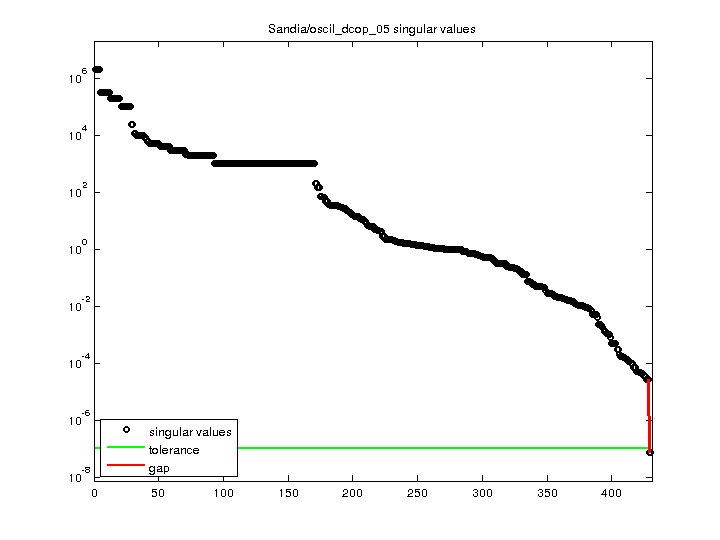 Sandia/oscil_dcop_05 singular values
10^6
10^4
10^2
10^0
10^-2
10^-4
10^-6
10^-8
singular values
tolerance
gap
0 50 100 150 200 250 300 350 400